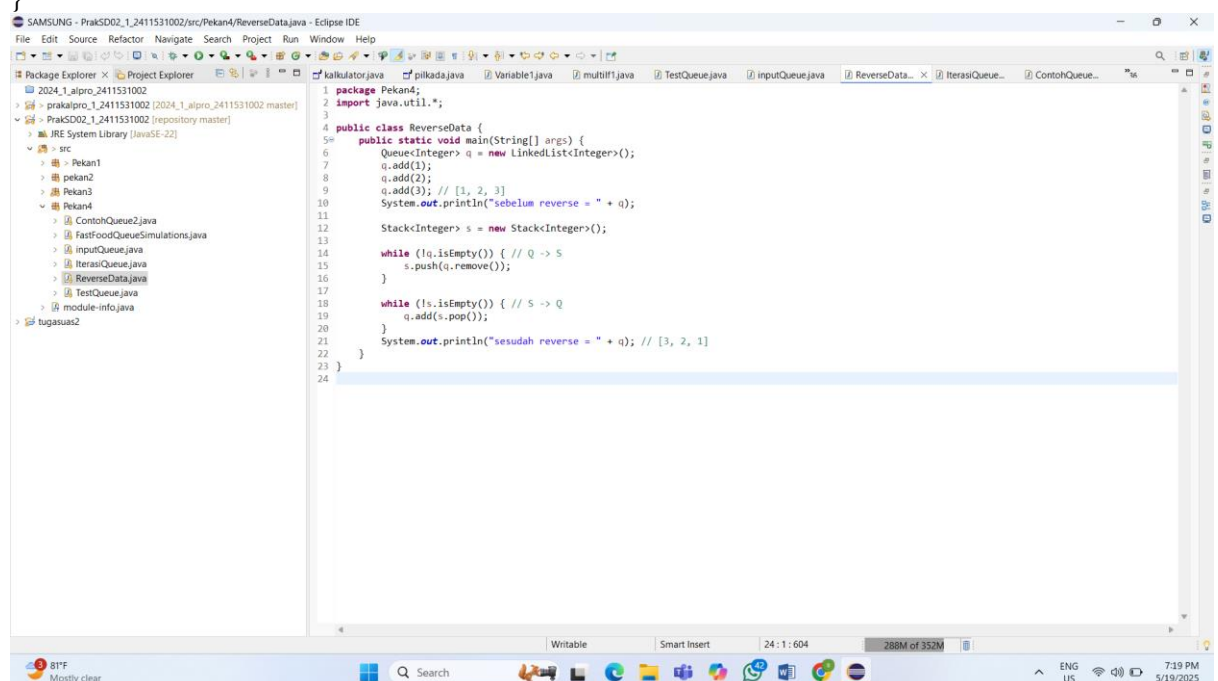 }
SAMSUNG - PrakSD02_1_2411531002/src/Pekan4/ReverseData.java - Eclipse IDE
File Edit Source Refactor Navigate Search Project Run Window Help
Package Explorer × Project Explorer
kalkulator.java pilkada.java Variable1.java multiIf1.java TestQueue.java inputQueue.java ReverseData... × IterasiQueue... ContohQueue... "16
2024_1_alpro_2411531002
> prakalpro_1_2411531002 [2024_1_alpro_2411531002 master]
PrakSD02_1_2411531002 [repository master]
JRE System Library [JavaSE-22]
> src
> Pekan1
pekan2
Pekan3
Pekan4
ContohQueue2.java
FastFoodQueueSimulations.java
inputQueue.java
IterasiQueue.java
ReverseData.java
TestQueue.java
module-info.java
tugasuas2
1 package Pekan4;
2 import java.util.*;
3
4 public class ReverseData {
5 public static void main(String[] args) {
6 Queue<Integer> q = new LinkedList<Integer>();
7 q.add(1);
8 q.add(2);
9 q.add(3); // [1, 2, 3]
10 System.out.println("sebelum reverse = " + q);
11
12 Stack<Integer> s = new Stack<Integer>();
13
14 while (!q.isEmpty()) { // Q -> S
15 s.push(q.remove());
16 }
17
18 while (!s.isEmpty()) { // S -> Q
19 q.add(s.pop());
20 }
21 System.out.println("sesudah reverse = " + q); // [3, 2, 1]
22 }
23 }
24
Writable Smart Insert 24 : 1 : 604 288M of 352M
3 81°F
Mostly clear
Search
ENG
US
7:19 PM
5/19/2025